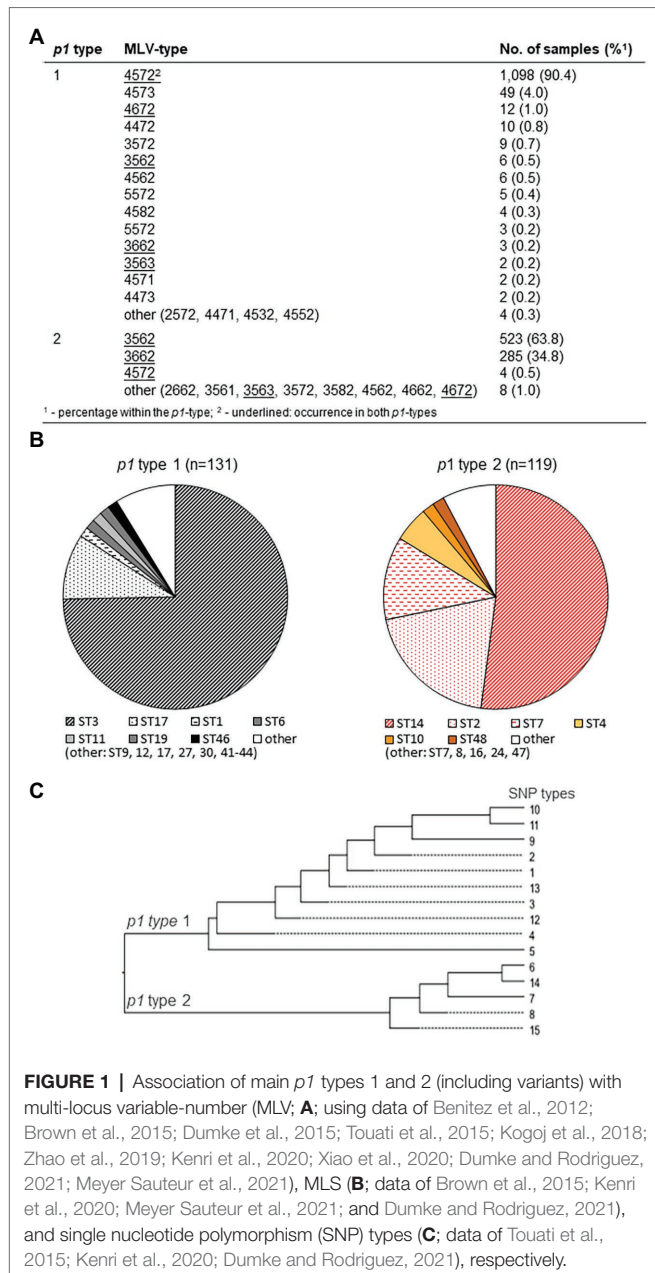 A
p1 type MLV-type No. of samples (%1)
1 4572² 1,098 (90.4)
4573 49 (4.0)
4672 12 (1.0)
4472 10 (0.8)
3572 9 (0.7)
3562 6 (0.5)
4562 6 (0.5)
5572 5 (0.4)
4582 4 (0.3)
5572 3 (0.2)
3662 3 (0.2)
3563 2 (0.2)
4571 2 (0.2)
4473 2 (0.2)
other (2572, 4471, 4532, 4552) 4 (0.3)
2 3562 523 (63.8)
3662 285 (34.8)
4572 4 (0.5)
other (2662, 3561, 3563, 3572, 3582, 4562, 4662, 4672) 8 (1.0)
1 - percentage within the p1-type; 2 - underlined: occurrence in both p1-types
B
p1 type 1 (n=131)
p1 type 2 (n=119)
ST3 ST17 ST1 ST6
ST11 ST19 ST46 other
(other: ST9, 12, 17, 27, 30, 41-44)
ST14 ST2 ST7 ST4
ST10 ST48 other
(other: ST7, 8, 16, 24, 47)
C
SNP types
10
11
9
2
1
13
3
12
p1 type 1
4
5
6
14
7
p1 type 2
8
15
FIGURE 1 | Association of main p1 types 1 and 2 (including variants) with
multi-locus variable-number (MLV; A; using data of Benitez et al., 2012;
Brown et al., 2015; Dumke et al., 2015; Touati et al., 2015; Kogoj et al., 2018;
Zhao et al., 2019; Kenri et al., 2020; Xiao et al., 2020; Dumke and Rodriguez,
2021; Meyer Sauteur et al., 2021), MLS (B; data of Brown et al., 2015; Kenri
et al., 2020; Meyer Sauteur et al., 2021; and Dumke and Rodriguez, 2021),
and single nucleotide polymorphism (SNP) types (C; data of Touati et al.,
2015; Kenri et al., 2020; Dumke and Rodriguez, 2021), respectively.